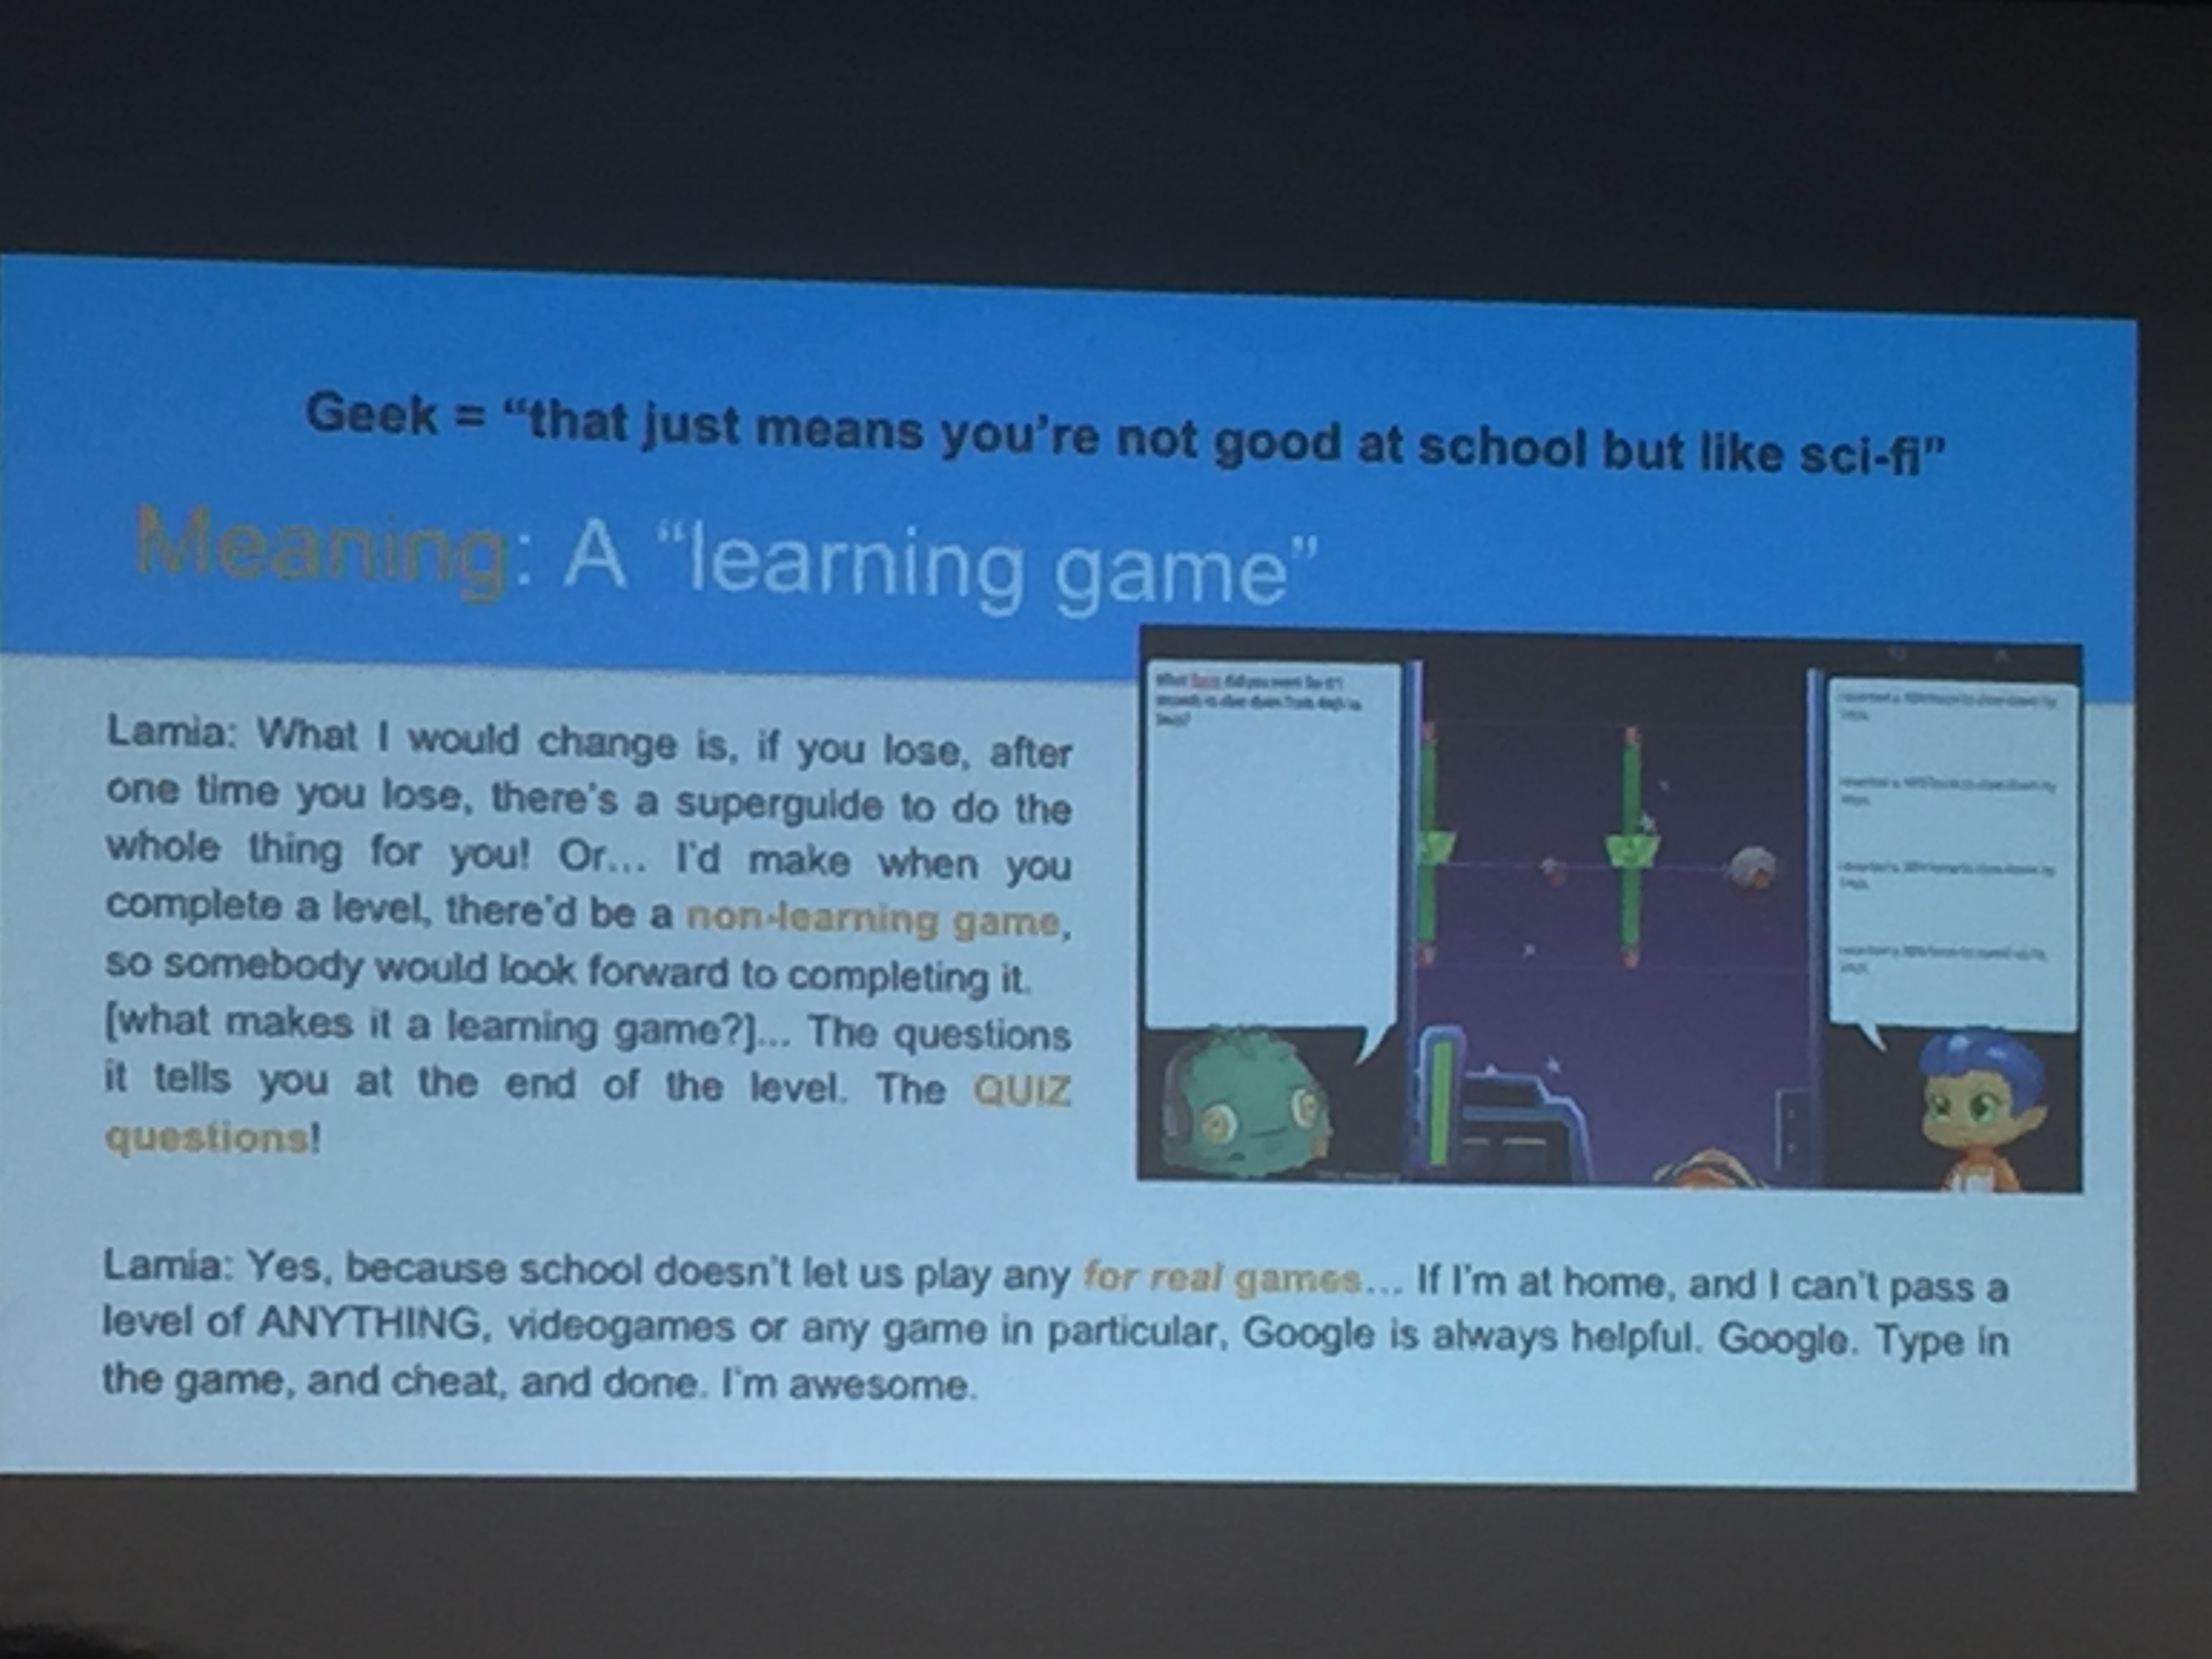 Geek = “that just means you’re not good at school but like sci-fi”
Meaning: A “learning game”
Lamia: What I would change is, if you lose, after
one time you lose, there's a superguide to do the
whole thing for you! Or... I'd make when you
complete a level, there'd be a non-learning game,
so somebody would look forward to completing it.
[what makes it a learning game?]... The questions
it tells you at the end of the level. The QUIZ
questions!
What did you
Lamia: Yes, because school doesn't let us play any for real games... If I'm at home, and I can't pass a
level of ANYTHING, videogames or any game in particular, Google is always helpful. Google. Type in
the game, and cheat, and done. I'm awesome.